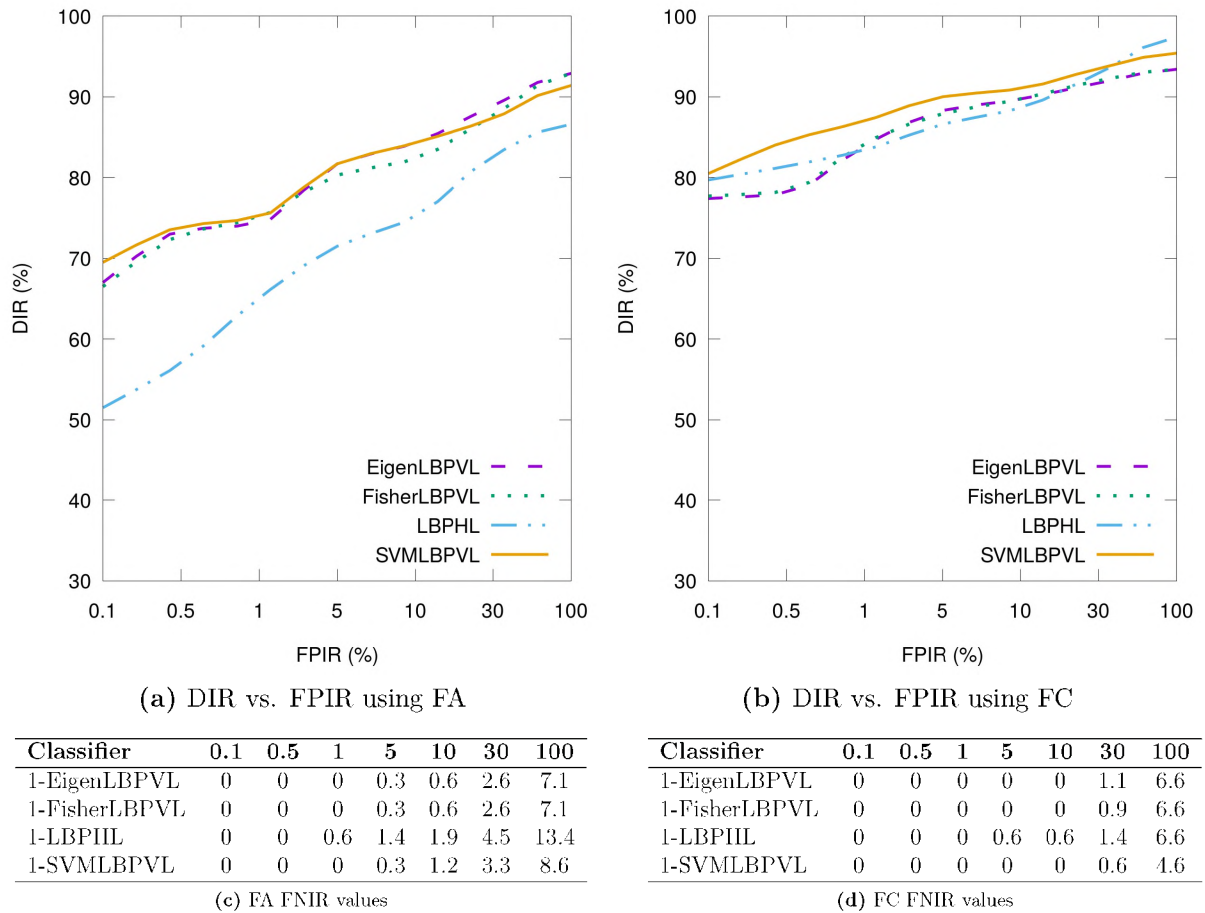 100
90
80
70
60
50
40
30
DIR (%)
0.1 0.5 1 5 10 30 100
FPIR (%)
EigenLBPVL
FisherLBPVL
LBPHL
SVMLBPVL
(a) DIR vs. FPIR using FA
100
90
80
70
60
50
40
30
DIR (%)
0.1 0.5 1 5 10 30 100
FPIR (%)
EigenLBPVL
FisherLBPVL
LBPHL
SVMLBPVL
(b) DIR vs. FPIR using FC
Classifier 0.1 0.5 1 5 10 30 100
1-EigenLBPVL 0 0 0 0.3 0.6 2.6 7.1
1-FisherLBPVL 0 0 0 0.3 0.6 2.6 7.1
1-LBPHL 0 0 0.6 1.4 1.9 4.5 13.4
1-SVMLBPVL 0 0 0 0.3 1.2 3.3 8.6
(c) FA FNIR values
Classifier 0.1 0.5 1 5 10 30 100
1-EigenLBPVL 0 0 0 0 0 1.1 6.6
1-FisherLBPVL 0 0 0 0 0 0.9 6.6
1-LBPHL 0 0 0 0.6 0.6 1.4 6.6
1-SVMLBPVL 0 0 0 0 0 0.6 4.6
(d) FC FNIR values